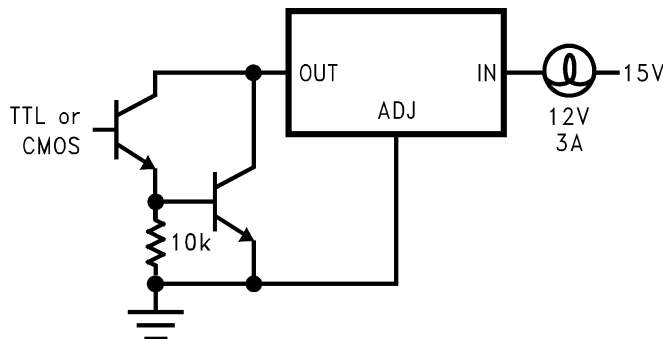 OUT
IN
15V
ADJ
TTL or
CMOS
12V
3A
10k